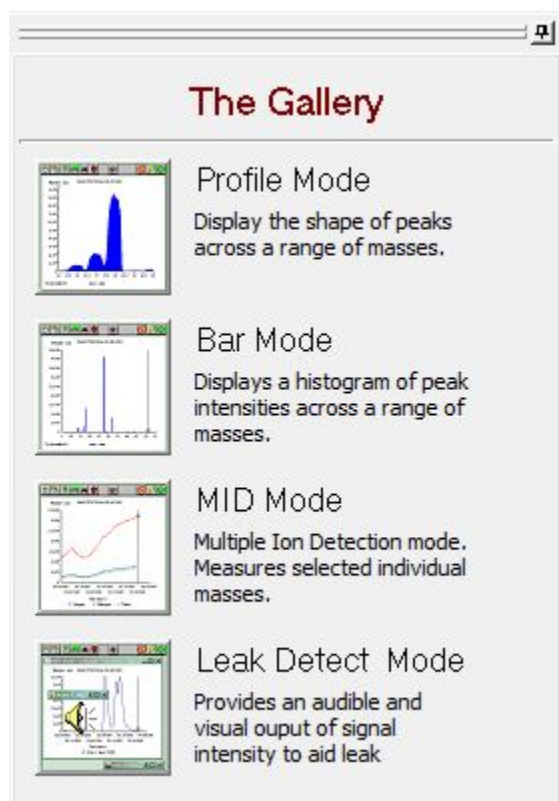 The Gallery
Profile Mode
Display the shape of peaks
across a range of masses.
Bar Mode
Displays a histogram of peak
intensities across a range of
masses.
MID Mode
Multiple Ion Detection mode.
Measures selected individual
masses.
Leak Detect Mode
Provides an audible and
visual ouput of signal
intensity to aid leak